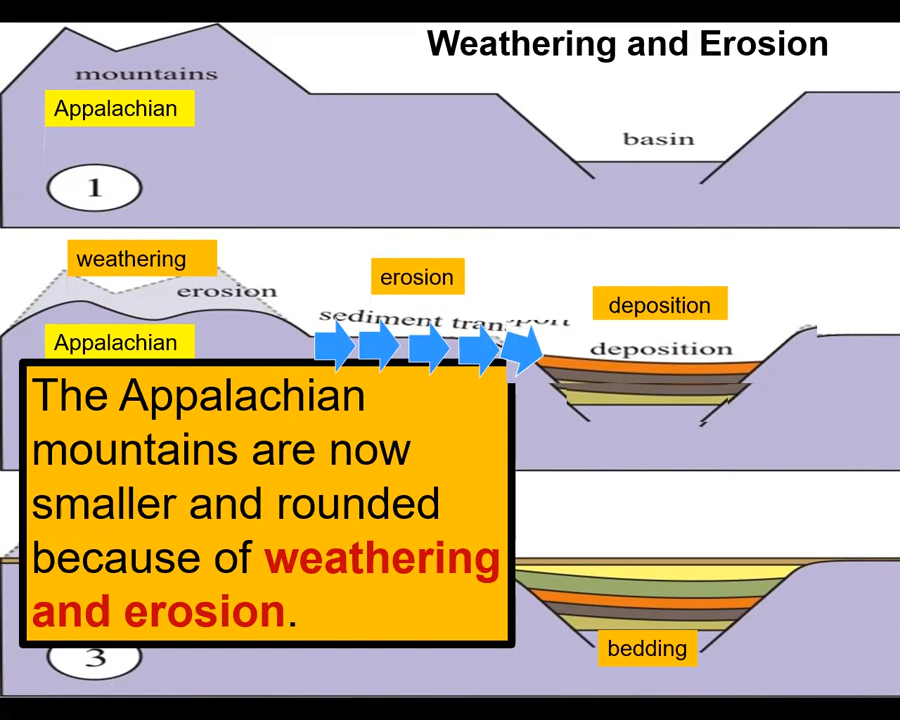 Weathering and Erosion
mountains
Appalachian
basin
1
weathering
erosion
erosion
deposition
sediment
deposition
Appalachian
The Appalachian
mountains are now
smaller and rounded
because of weathering
and erosion.
bedding
3